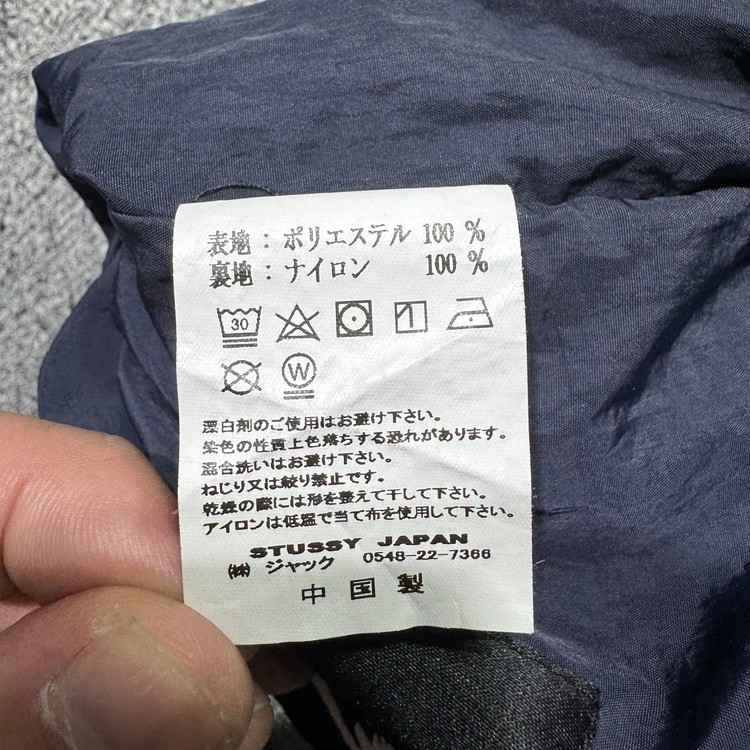 表地：ポリエステル 100 %
裏地：ナイロン 100 %
30
W
漂白剤のご使用はお避け下さい。
染色の性質上色落ちする恐れがあります。
混合洗いはお避け下さい。
ねじり又は絞り禁止です。
乾燥の際には形を整えて干して下さい。
アイロンは低温で当て布を使用して下さい。
STUSSY JAPAN
㈱ ジャック 0548-22-7366
中国製